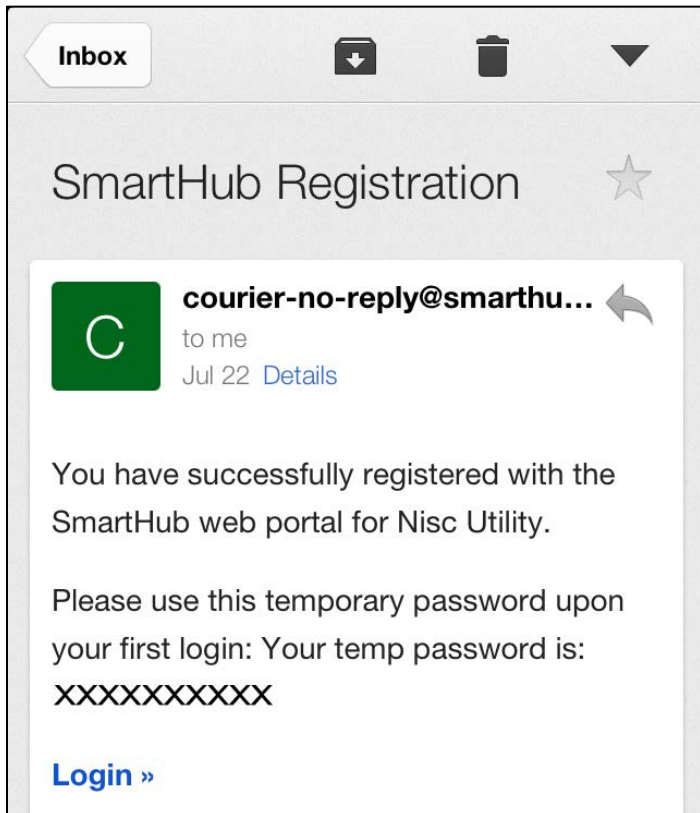 Inbox
SmartHub Registration
C
courier-no-reply@smarthu...
to me
Jul 22 Details
You have successfully registered with the
SmartHub web portal for Nisc Utility.
Please use this temporary password upon
your first login: Your temp password is:
XXXXXXXXXX
Login »